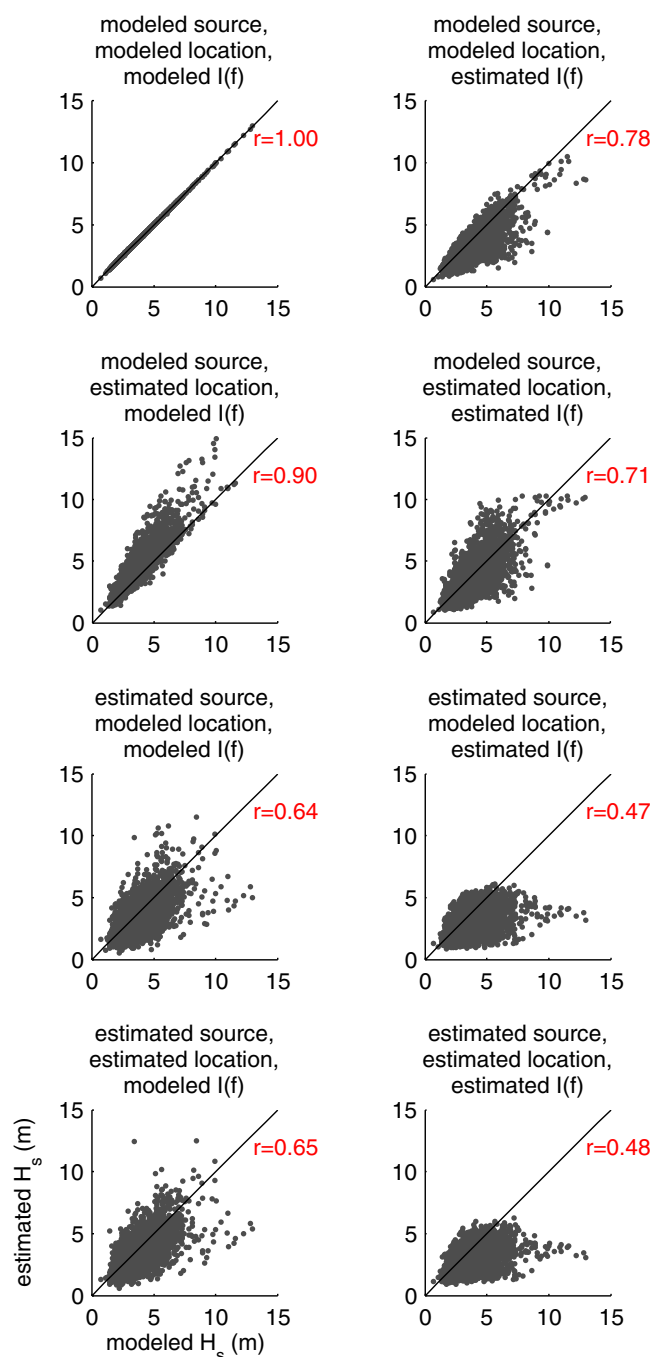 modeled source,
modeled location,
modeled I(f)
15
10
5
0
0 5 10 15
r=1.00
modeled source,
modeled location,
estimated I(f)
15
10
5
0
0 5 10 15
r=0.78
modeled source,
estimated location,
modeled I(f)
15
10
5
0
0 5 10 15
r=0.90
modeled source,
estimated location,
estimated I(f)
15
10
5
0
0 5 10 15
r=0.71
estimated source,
modeled location,
modeled I(f)
15
10
5
0
0 5 10 15
r=0.64
estimated source,
modeled location,
estimated I(f)
15
10
5
0
0 5 10 15
r=0.47
estimated source,
estimated location,
modeled I(f)
15
10
5
0
0 5 10 15
r=0.65
estimated H_s (m)
modeled H_s (m)
estimated source,
estimated location,
estimated I(f)
15
10
5
0
0 5 10 15
r=0.48